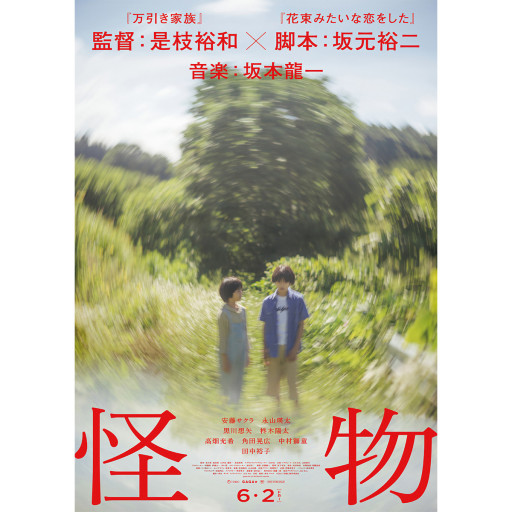 『万引き家族』 『花束みたいな恋をした』
監督：是枝裕和×脚本：坂元裕二
音楽：坂本龍一
安藤サクラ 永山瑛太
黒川想矢 柊木陽太
高畑充希 角田晃広 中村獅童
田中裕子
怪物
GAGA
6・2